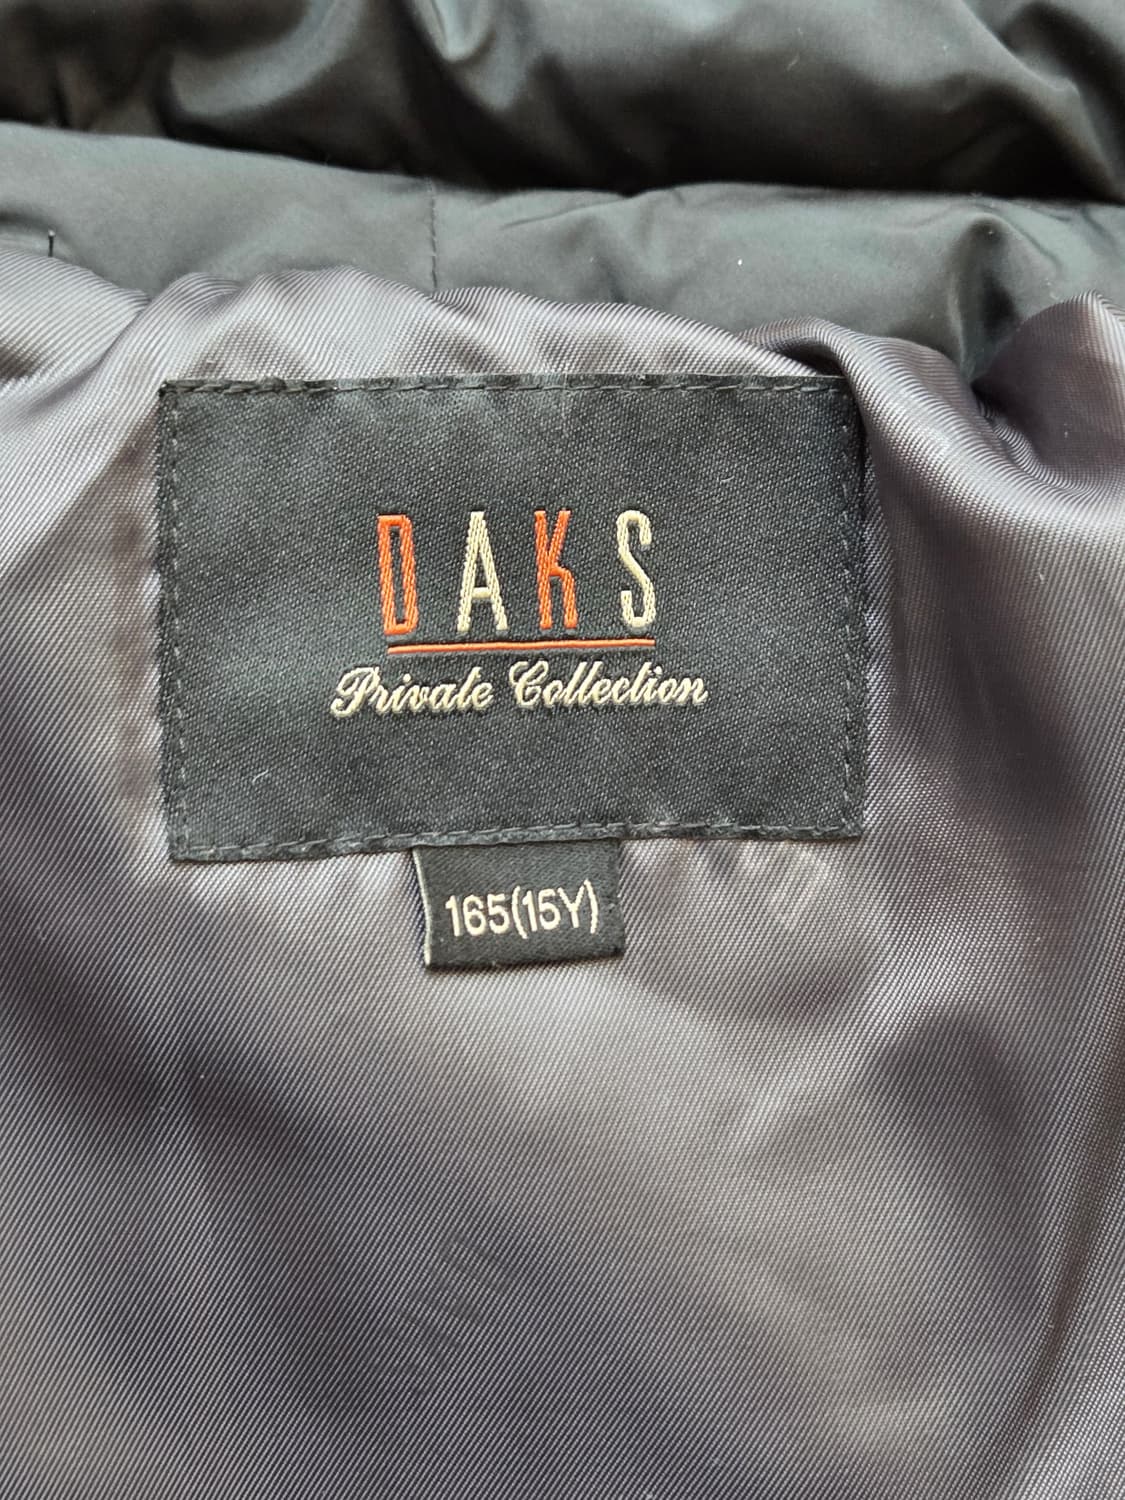 DAKS
Private Collection
165(15Y)